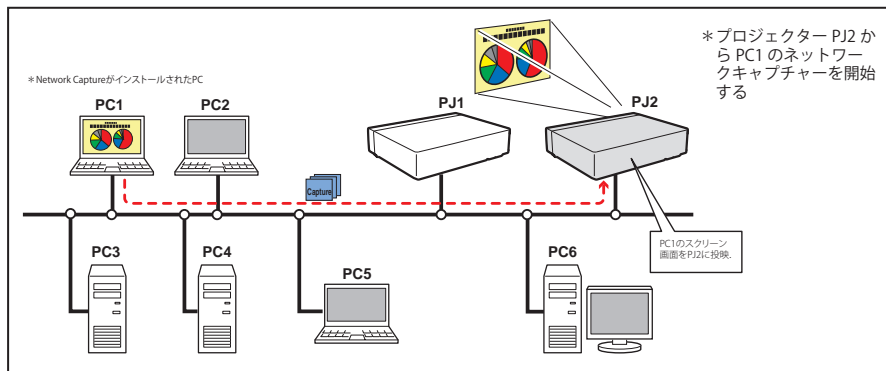 ＊プロジェクター PJ2 か
ら PC1 のネットワー
クキャプチャーを開始
する
＊Network CaptureがインストールされたPC
PC1
PC2
PJ1
PJ2
Capture
PC1のスクリーン
画面をPJ2に投映.
PC3
PC4
PC5
PC6